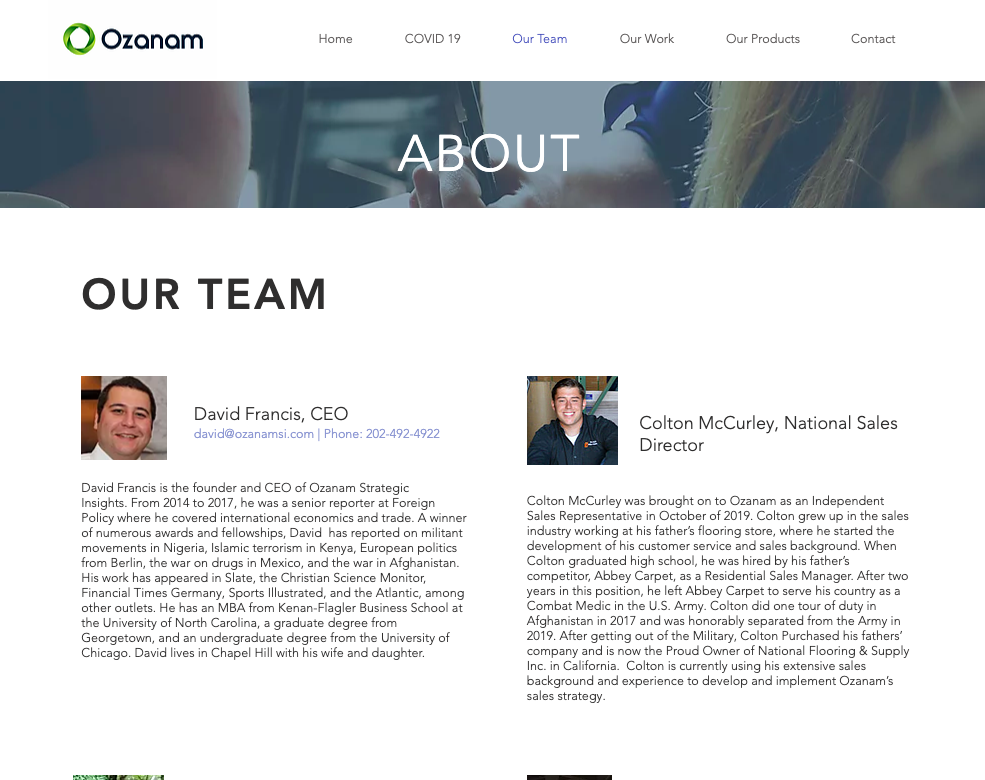 Ozanam
Home
COVID 19
Our Team
Our Work
Our Products
Contact
ABOUT
OUR TEAM
David Francis, CEO
david@ozanamsi.com | Phone: 202-492-4922
David Francis is the founder and CEO of Ozanam Strategic
Insights. From 2014 to 2017, he was a senior reporter at Foreign
Policy where he covered international economics and trade. A winner
of numerous awards and fellowships, David  has reported on militant
movements in Nigeria, Islamic terrorism in Kenya, European politics
from Berlin, the war on drugs in Mexico, and the war in Afghanistan.
His work has appeared in Slate, the Christian Science Monitor,
Financial Times Germany, Sports Illustrated, and the Atlantic, among
other outlets. He has an MBA from Kenan-Flagler Business School at
the University of North Carolina, a graduate degree from
Georgetown, and an undergraduate degree from the University of
Chicago. David lives in Chapel Hill with his wife and daughter.
Colton McCurley, National Sales
Director
Colton McCurley was brought on to Ozanam as an Independent
Sales Representative in October of 2019. Colton grew up in the sales
industry working at his father’s flooring store, where he started the
development of his customer service and sales background. When
Colton graduated high school, he was hired by his father’s
competitor, Abbey Carpet, as a Residential Sales Manager. After two
years in this position, he left Abbey Carpet to serve his country as a
Combat Medic in the U.S. Army. Colton did one tour of duty in
Afghanistan in 2017 and was honorably separated from the Army in
2019. After getting out of the Military, Colton Purchased his fathers’
company and is now the Proud Owner of National Flooring & Supply
Inc. in California.  Colton is currently using his extensive sales
background and experience to develop and implement Ozanam’s
sales strategy.